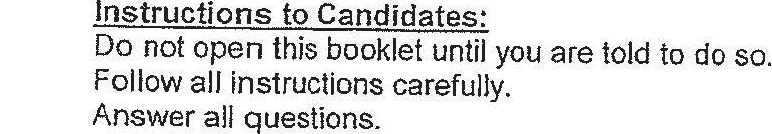 Instructions to Candidates:
Do not open this booklet until you are told to do so.
Follow all instructions carefully.
Answer all questions.